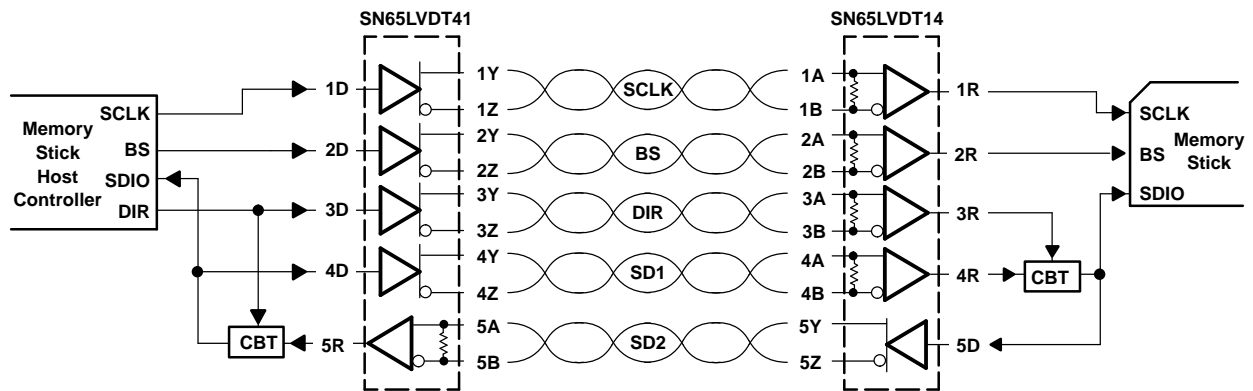 SN65LVDT41
SN65LVDT14
Memory
Stick
Host
Controller
SCLK
BS
SDIO
DIR
1D
2D
3D
4D
5R
CBT
1Y
1Z
2Y
2Z
3Y
3Z
4Y
4Z
5A
5B
SCLK
BS
DIR
SD1
SD2
1A
1B
2A
2B
3A
3B
4A
4B
5Y
5Z
1R
2R
3R
4R
5D
CBT
SCLK
BS
SDIO
Memory
Stick